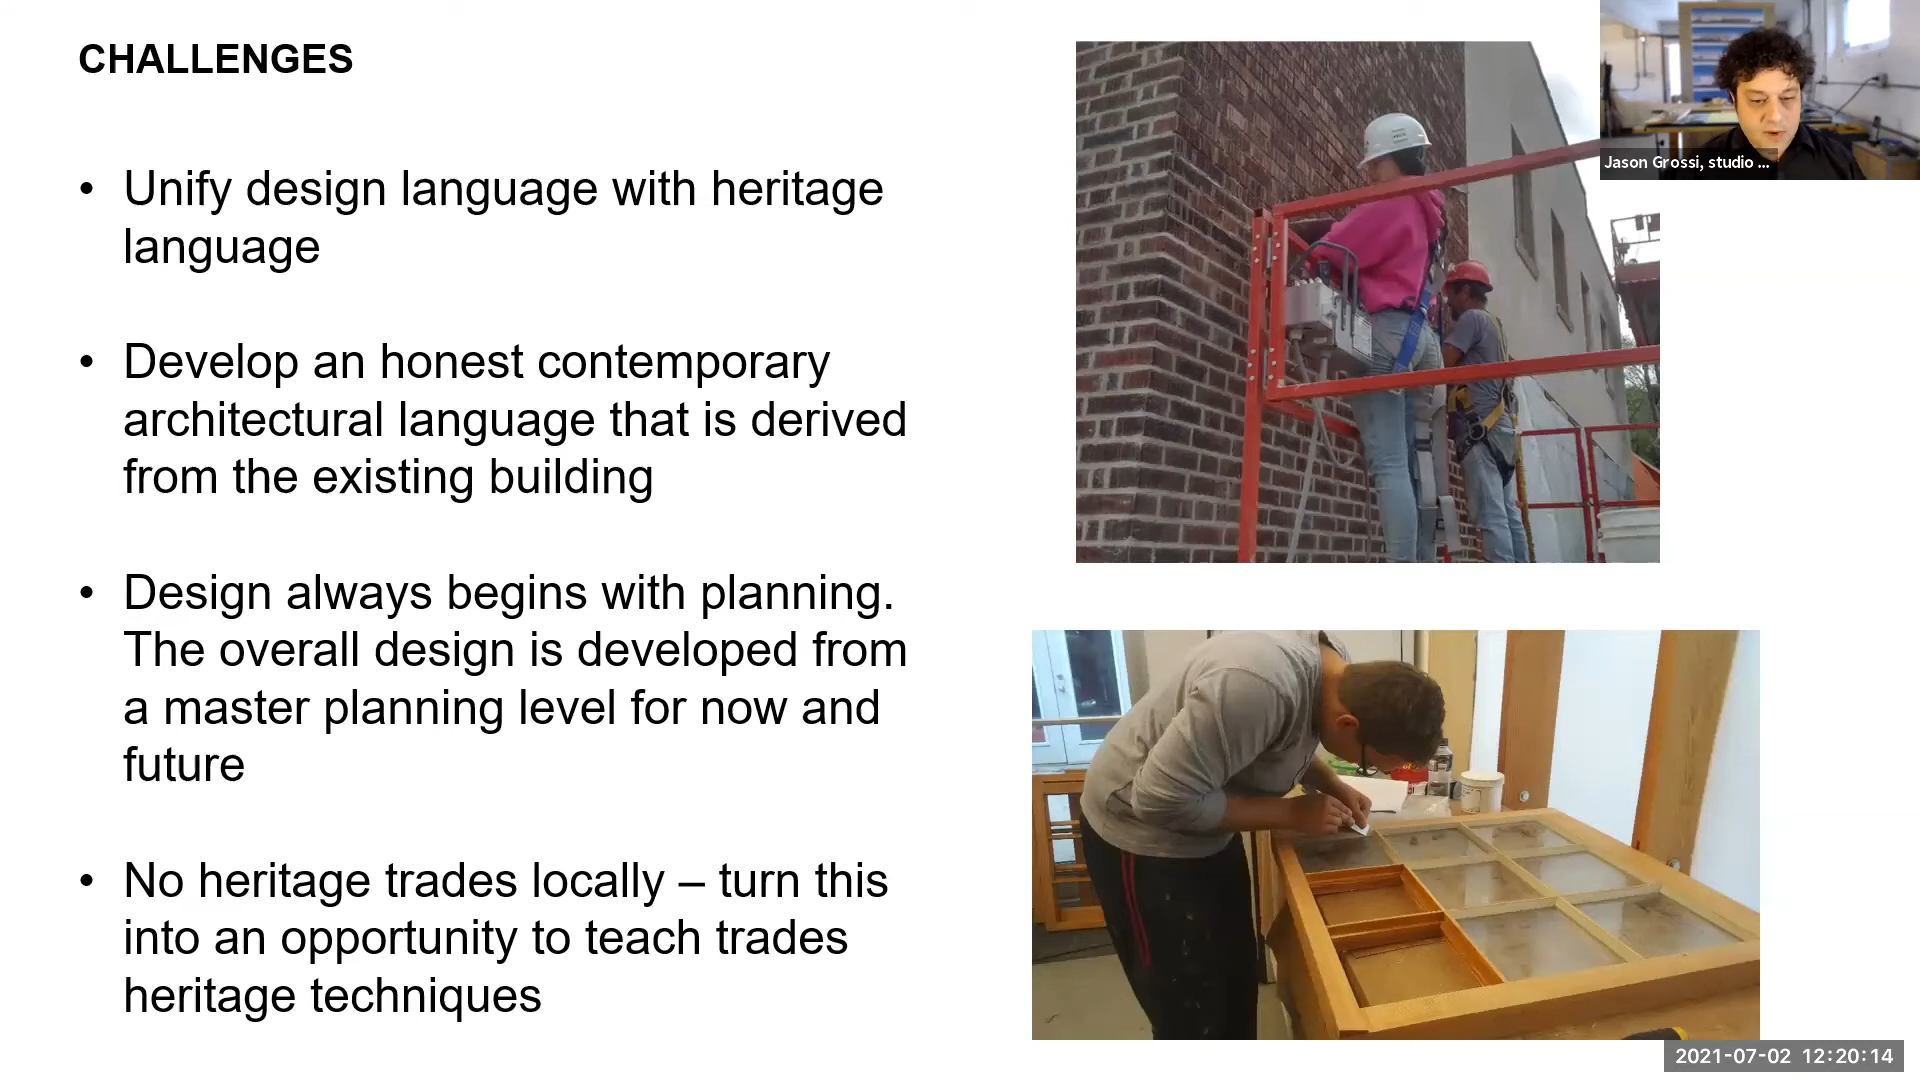 CHALLENGES
• Unify design language with heritage
language
• Develop an honest contemporary
architectural language that is derived
from the existing building
• Design always begins with planning.
The overall design is developed from
a master planning level for now and
future
• No heritage trades locally – turn this
into an opportunity to teach trades
heritage techniques
Jason Grossi, studio ...
2021-07-02 12:20:14